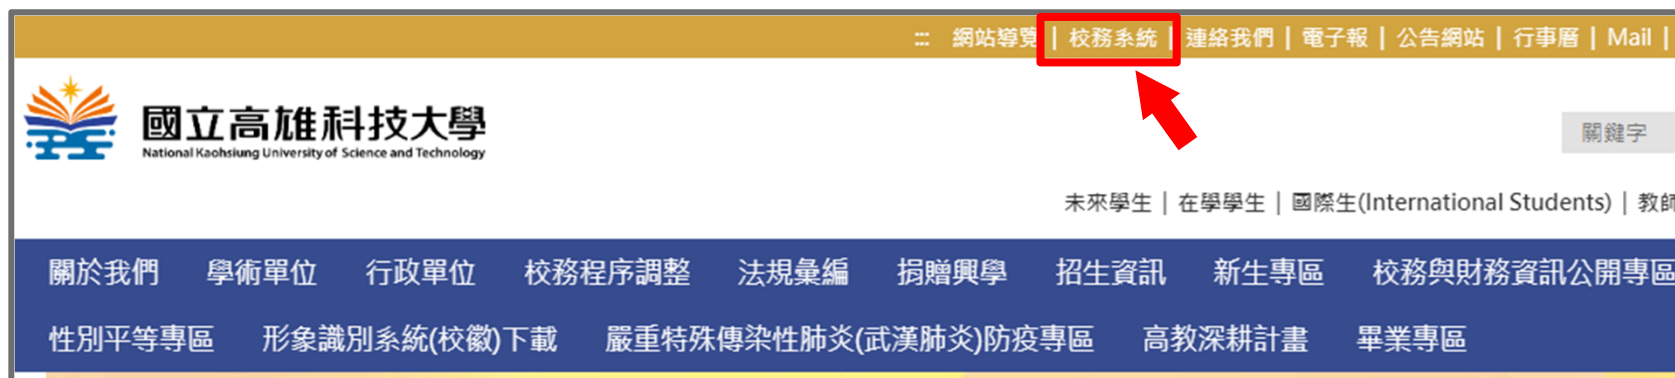 ::: 網站導覽 | 校務系統 | 連絡我們 | 電子報 | 公告網站 | 行事曆 | Mail |
國立高雄科技大學
National Kaohsiung University of Science and Technology
關鍵字
未來學生 | 在學學生 | 國際生(International Students) | 教師
關於我們 學術單位 行政單位 校務程序調整 法規彙編 捐贈興學 招生資訊 新生專區 校務與財務資訊公開專區
性別平等專區 形象識別系統(校徽)下載 嚴重特殊傳染性肺炎(武漢肺炎)防疫專區 高教深耕計畫 畢業專區